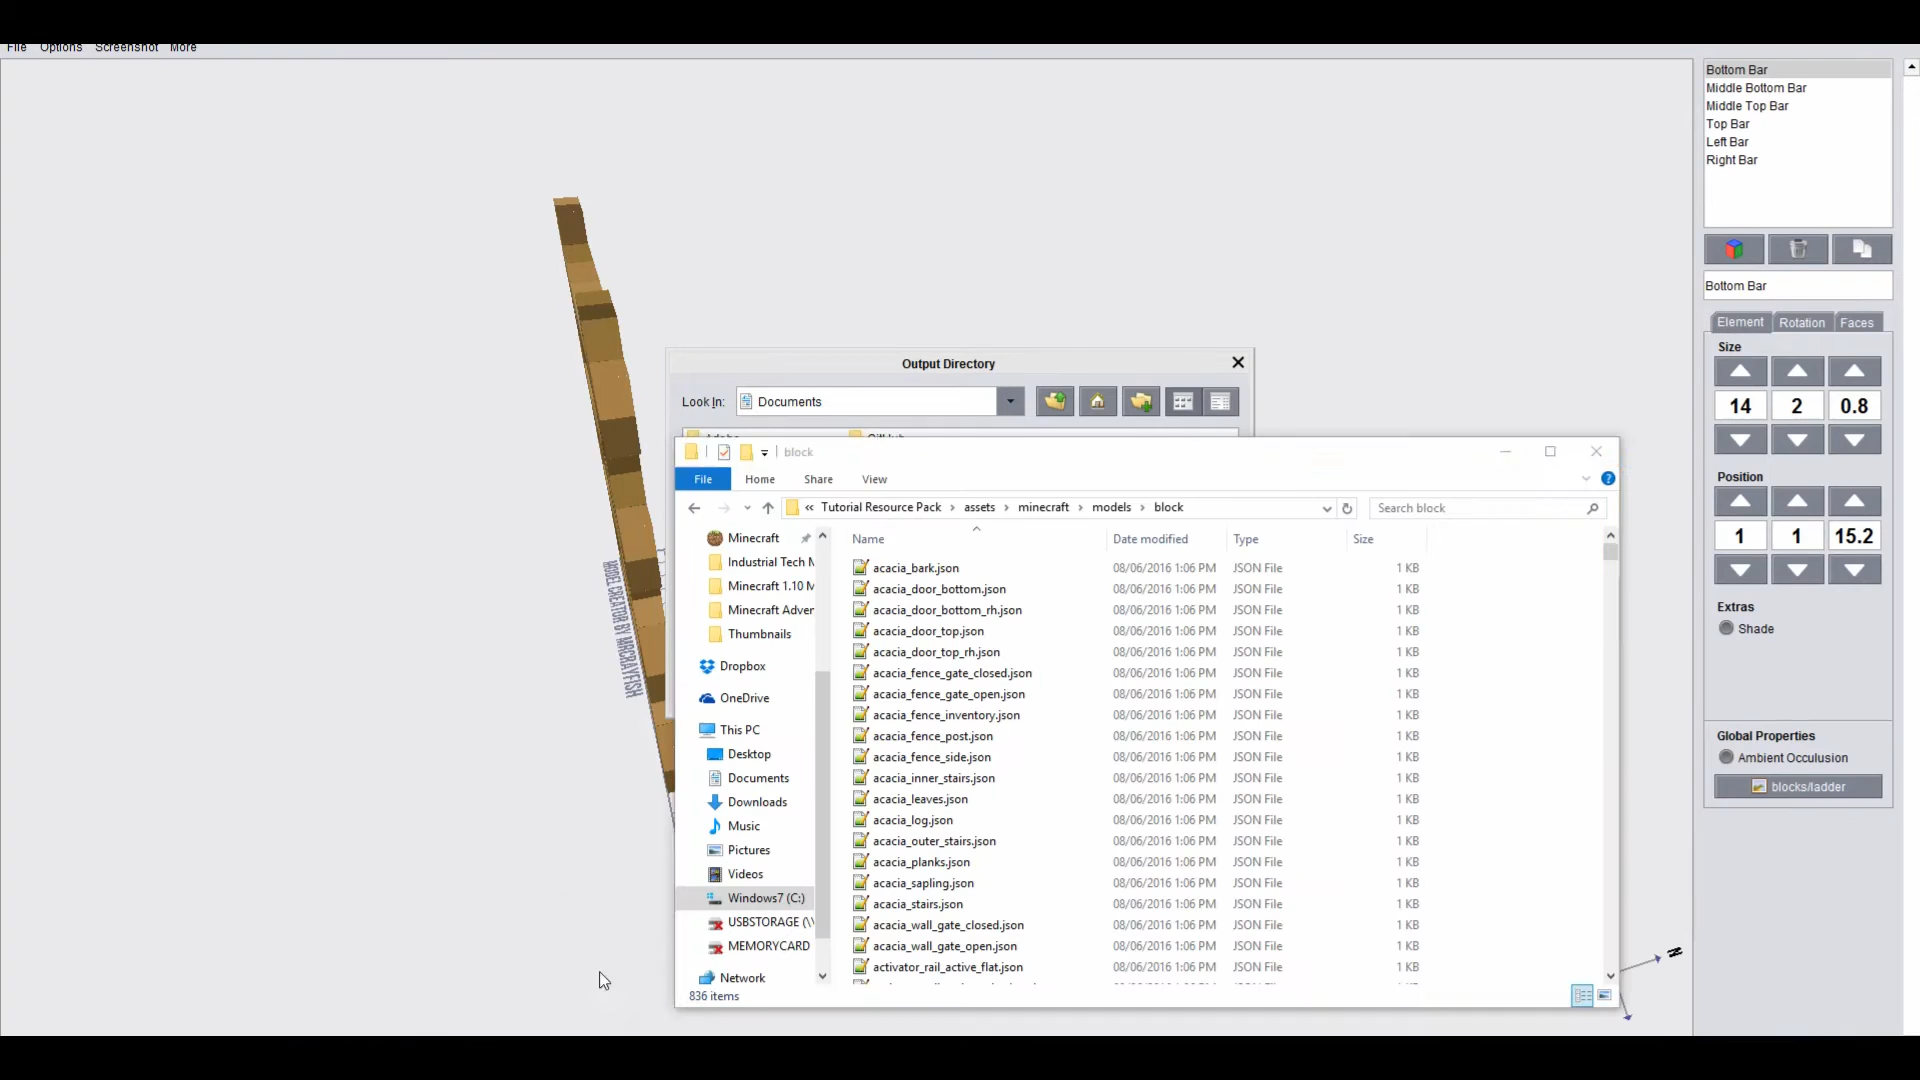 File Options Screenshot More
Bottom Bar
Middle Bottom Bar
Middle Top Bar
Top Bar
Left Bar
Right Bar
Bottom Bar
Element Rotation Faces
Size
14 2 0.8
Position
1 1 15.2
Extras
Shade
Global Properties
Ambient Occulusion
blocks/ladder
MODEL CREATOR BY MRCRAYFISH
Output Directory
Look In: Documents
block
File Home Share View
« Tutorial Resource Pack › assets › minecraft › models › block
Search block
Minecraft
Industrial Tech M
Minecraft 1.10 M
Minecraft Adver
Thumbnails
Dropbox
OneDrive
This PC
Desktop
Documents
Downloads
Music
Pictures
Videos
Windows7 (C:)
USBSTORAGE (\\
MEMORYCARD
Network
Name Date modified Type Size
acacia_bark.json 08/06/2016 1:06 PM JSON File 1 KB
acacia_door_bottom.json 08/06/2016 1:06 PM JSON File 1 KB
acacia_door_bottom_rh.json 08/06/2016 1:06 PM JSON File 1 KB
acacia_door_top.json 08/06/2016 1:06 PM JSON File 1 KB
acacia_door_top_rh.json 08/06/2016 1:06 PM JSON File 1 KB
acacia_fence_gate_closed.json 08/06/2016 1:06 PM JSON File 1 KB
acacia_fence_gate_open.json 08/06/2016 1:06 PM JSON File 1 KB
acacia_fence_inventory.json 08/06/2016 1:06 PM JSON File 1 KB
acacia_fence_post.json 08/06/2016 1:06 PM JSON File 1 KB
acacia_fence_side.json 08/06/2016 1:06 PM JSON File 1 KB
acacia_inner_stairs.json 08/06/2016 1:06 PM JSON File 1 KB
acacia_leaves.json 08/06/2016 1:06 PM JSON File 1 KB
acacia_log.json 08/06/2016 1:06 PM JSON File 1 KB
acacia_outer_stairs.json 08/06/2016 1:06 PM JSON File 1 KB
acacia_planks.json 08/06/2016 1:06 PM JSON File 1 KB
acacia_sapling.json 08/06/2016 1:06 PM JSON File 1 KB
acacia_stairs.json 08/06/2016 1:06 PM JSON File 1 KB
acacia_wall_gate_closed.json 08/06/2016 1:06 PM JSON File 1 KB
acacia_wall_gate_open.json 08/06/2016 1:06 PM JSON File 1 KB
activator_rail_active_flat.json 08/06/2016 1:06 PM JSON File 1 KB
836 items